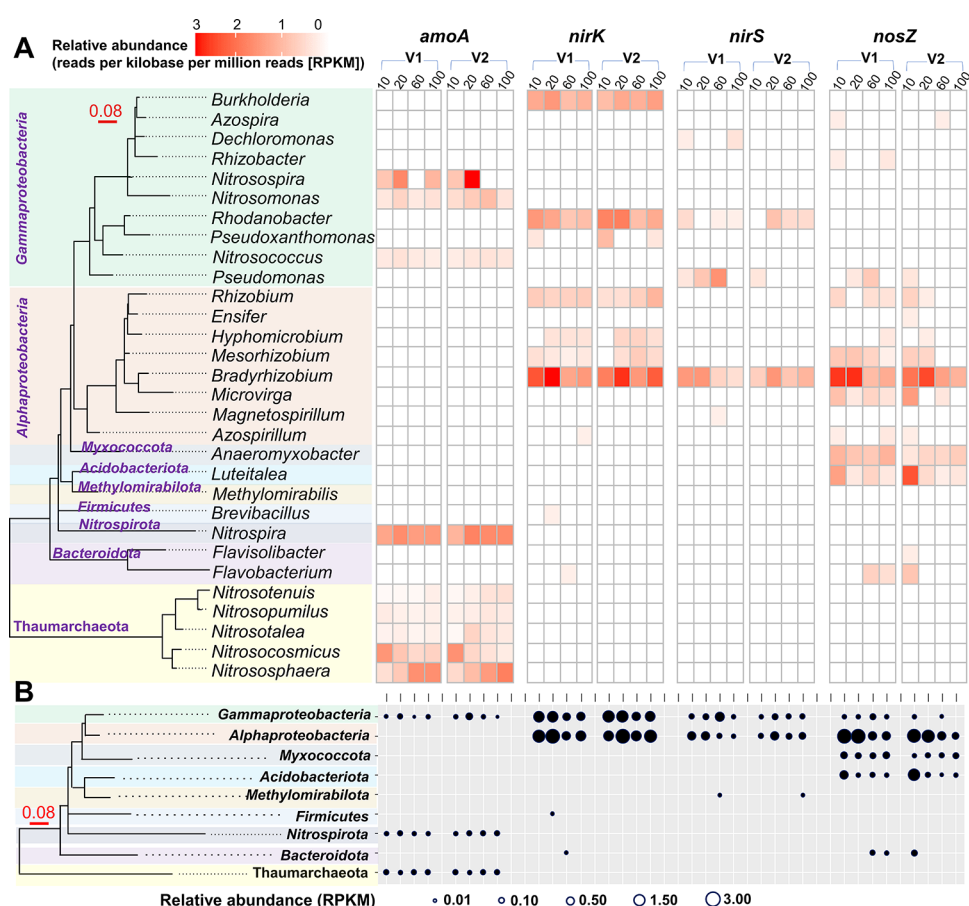 A
3 2 1 0
Relative abundance
(reads per kilobase per million reads [RPKM])
amoA nirK nirS nosZ
V1 V2 V1 V2 V1 V2 V1 V2
10 20 60 100 10 20 60 100 10 20 60 100 10 20 60 100 10 20 60 100 10 20 60 100 10 20 60 100 10 20 60 100
0.08
Gammaproteobacteria
Burkholderia
Azospira
Dechloromonas
Rhizobacter
Nitrosospira
Nitrosomonas
Rhodanobacter
Pseudoxanthomonas
Nitrosococcus
Pseudomonas
Alphaproteobacteria
Rhizobium
Ensifer
Hyphomicrobium
Mesorhizobium
Bradyrhizobium
Microvirga
Magnetospirillum
Azospirillum
Myxococcota
Anaeromyxobacter
Acidobacteriota
Luteitalea
Methylomirabilota
Methylomirabilis
Firmicutes
Brevibacillus
Nitrospirota
Nitrospira
Bacteroidota
Flavisolibacter
Flavobacterium
Nitrosotenuis
Nitrosopumilus
Thaumarchaeota
Nitrosotalea
Nitrosocosmicus
Nitrososphaera
B
Gammaproteobacteria
Alphaproteobacteria
Myxococcota
Acidobacteriota
Methylomirabilota
0.08
Firmicutes
Nitrospirota
Bacteroidota
Thaumarchaeota
Relative abundance (RPKM) 0.01 0.10 0.50 1.50 3.00